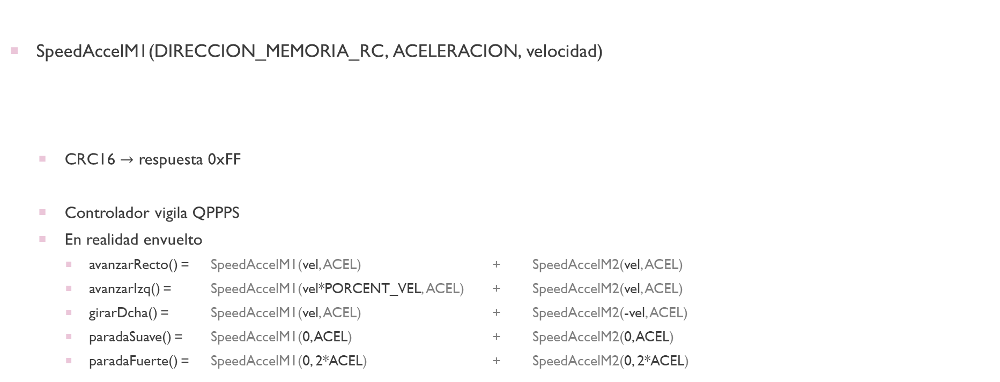 SpeedAccelM1(DIRECCION_MEMORIA_RC, ACELERACION, velocidad)
CRC16 → respuesta 0xFF
Controlador vigila QPPPS
En realidad envuelto
avanzarRecto() = SpeedAccelM1(vel, ACEL) + SpeedAccelM2(vel, ACEL)
avanzarIzq() = SpeedAccelM1(vel*PORCENT_VEL, ACEL) + SpeedAccelM2(vel, ACEL)
girarDcha() = SpeedAccelM1(vel, ACEL) + SpeedAccelM2(-vel, ACEL)
paradaSuave() = SpeedAccelM1(0, ACEL) + SpeedAccelM2(0, ACEL)
paradaFuerte() = SpeedAccelM1(0, 2*ACEL) + SpeedAccelM2(0, 2*ACEL)